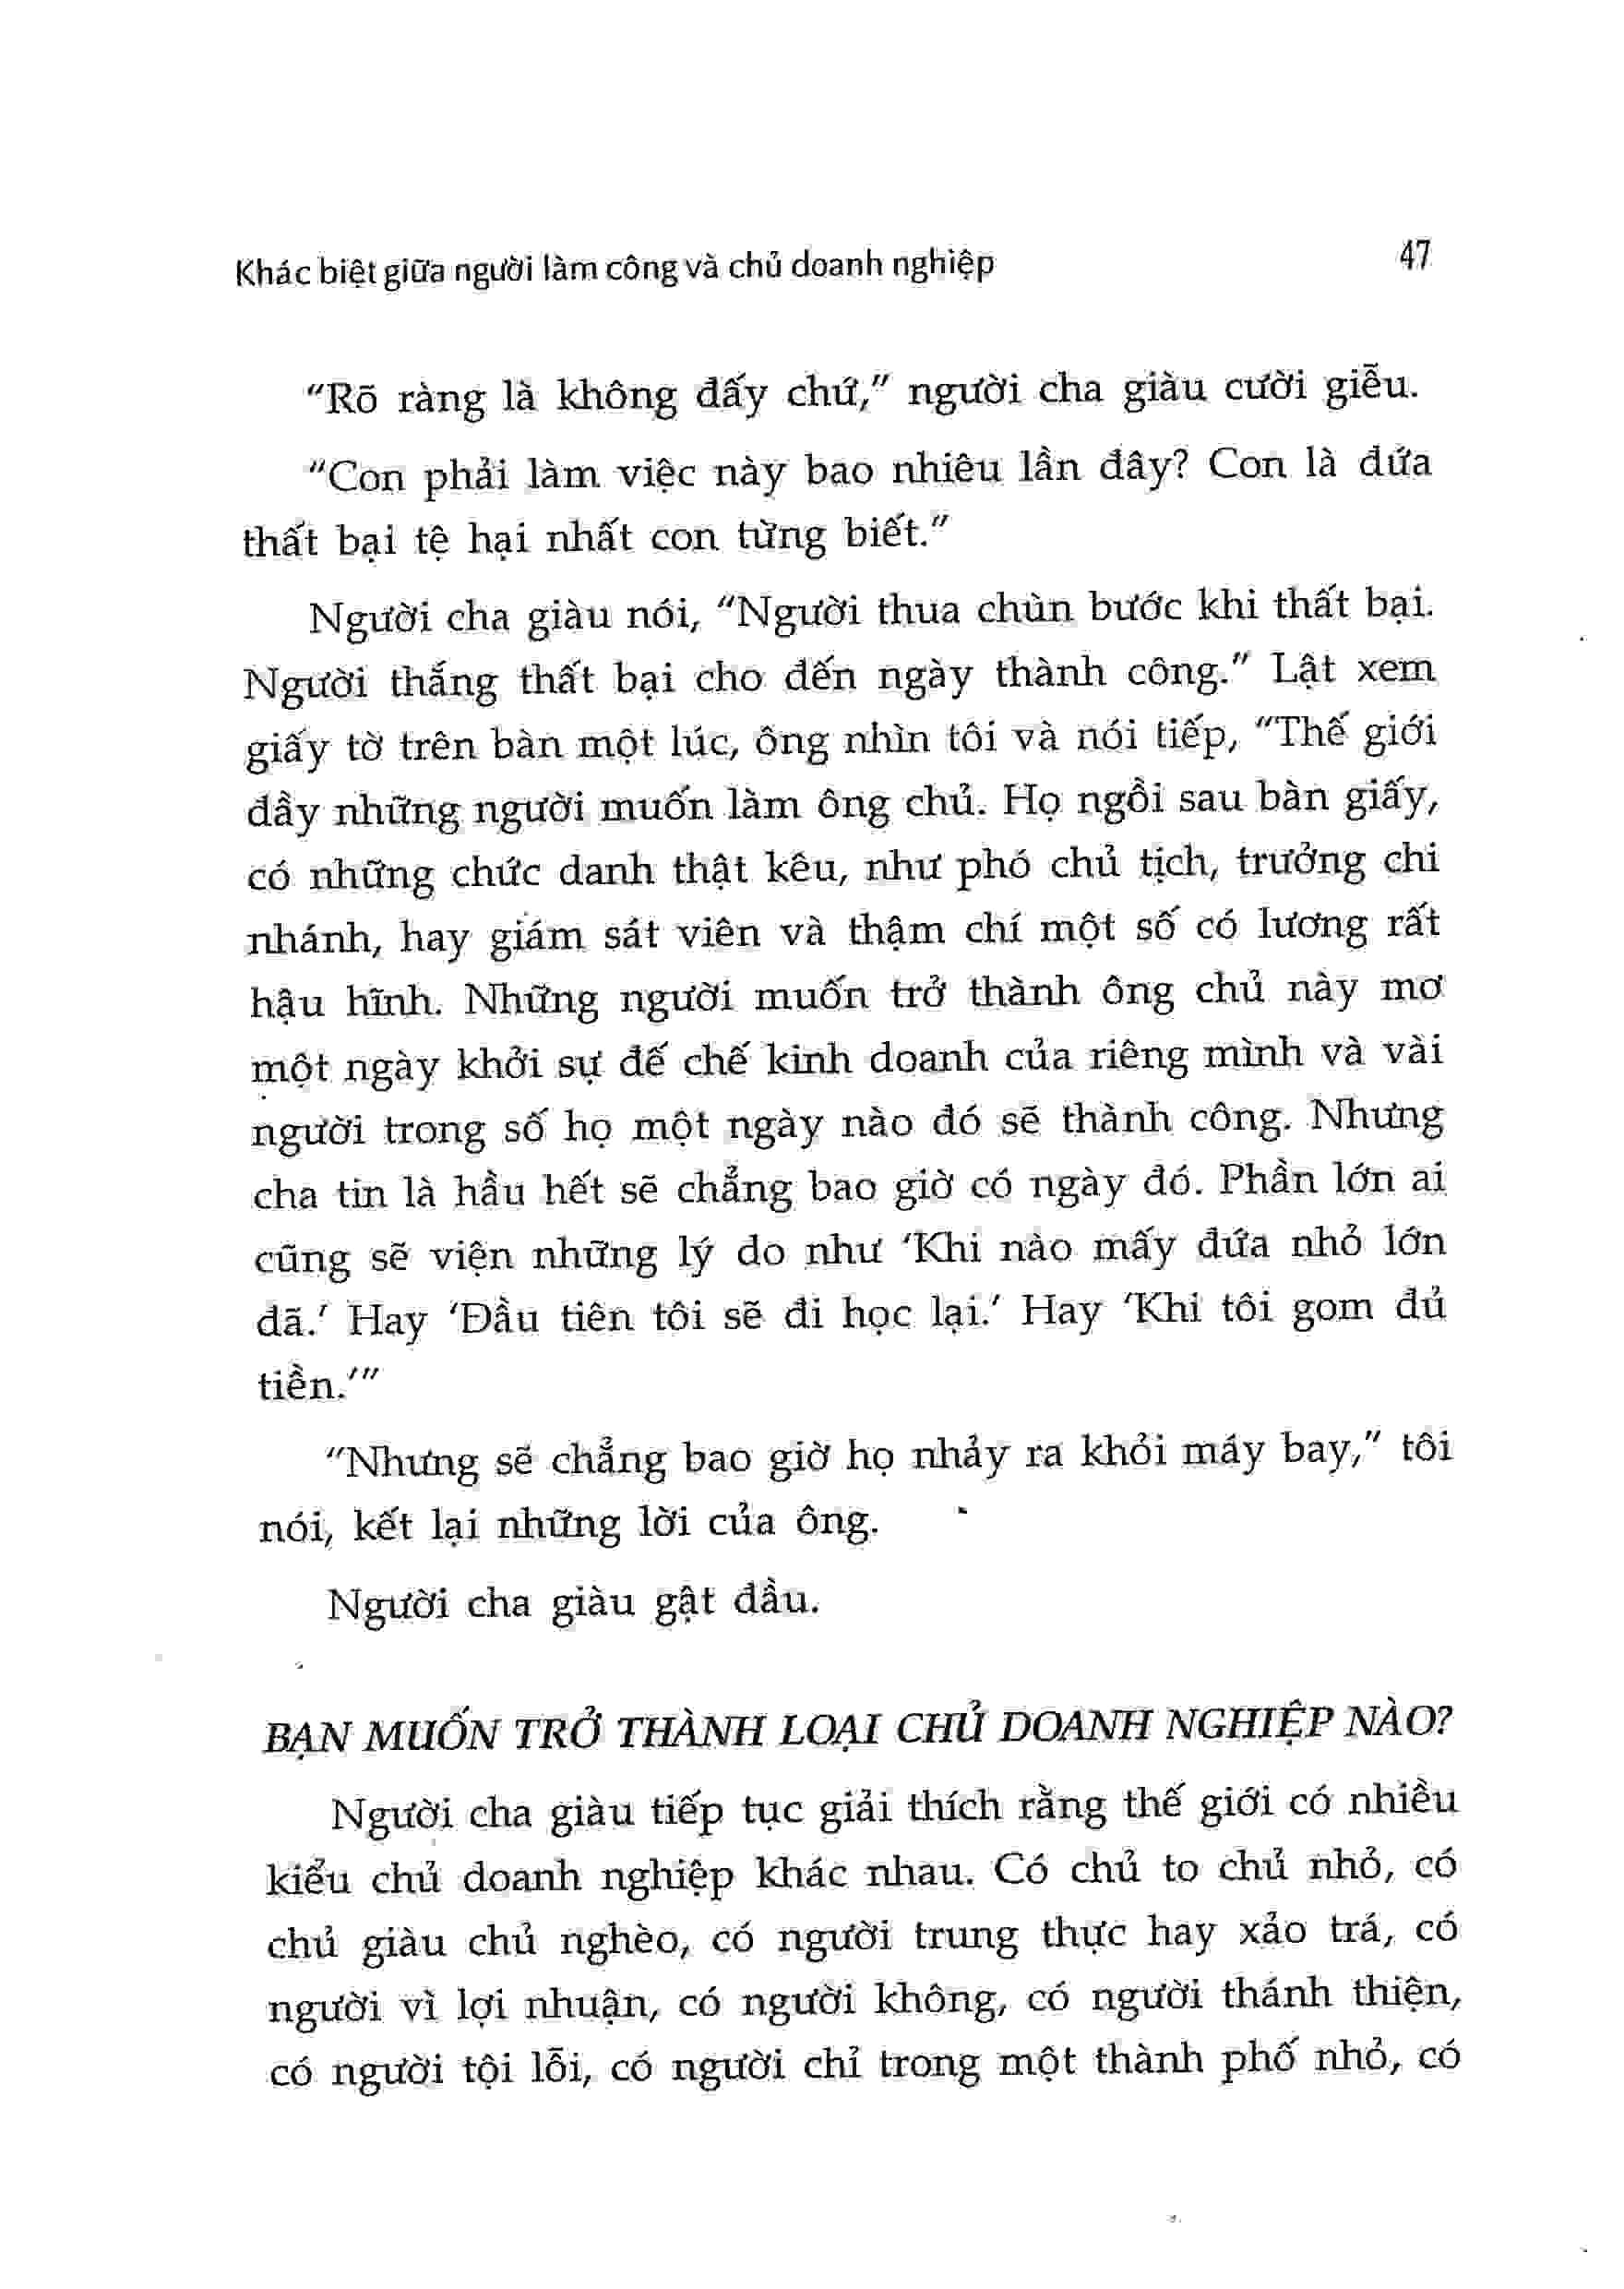 Khác biệt giữa người làm công và chủ doanh nghiệp 47
“Rõ ràng là không đấy chứ,” người cha giàu cười giễu.
“Con phải làm việc này bao nhiêu lần đây? Con là đứa
thất bại tệ hại nhất con từng biết.”
Người cha giàu nói, “Người thua chùn bước khi thất bại.
Người thắng thất bại cho đến ngày thành công.” Lật xem
giấy tờ trên bàn một lúc, ông nhìn tôi và nói tiếp, “Thế giới
đầy những người muốn làm ông chủ. Họ ngồi sau bàn giấy,
có những chức danh thật kêu, như phó chủ tịch, trưởng chi
nhánh, hay giám sát viên và thậm chí một số có lương rất
hậu hĩnh. Những người muốn trở thành ông chủ này mơ
một ngày khởi sự đế chế kinh doanh của riêng mình và vài
người trong số họ một ngày nào đó sẽ thành công. Nhưng
cha tin là hầu hết sẽ chẳng bao giờ có ngày đó. Phần lớn ai
cũng sẽ viện những lý do như ‘Khi nào mấy đứa nhỏ lớn
đã.’ Hay ‘Đầu tiên tôi sẽ đi học lại.’ Hay ‘Khi tôi gom đủ
tiền.’”
“Nhưng sẽ chẳng bao giờ họ nhảy ra khỏi máy bay,” tôi
nói, kết lại những lời của ông.
Người cha giàu gật đầu.
BẠN MUỐN TRỞ THÀNH LOẠI CHỦ DOANH NGHIỆP NÀO?
Người cha giàu tiếp tục giải thích rằng thế giới có nhiều
kiểu chủ doanh nghiệp khác nhau. Có chủ to chủ nhỏ, có
chủ giàu chủ nghèo, có người trung thực hay xảo trá, có
người vì lợi nhuận, có người không, có người thánh thiện,
có người tội lỗi, có người chỉ trong một thành phố nhỏ, có